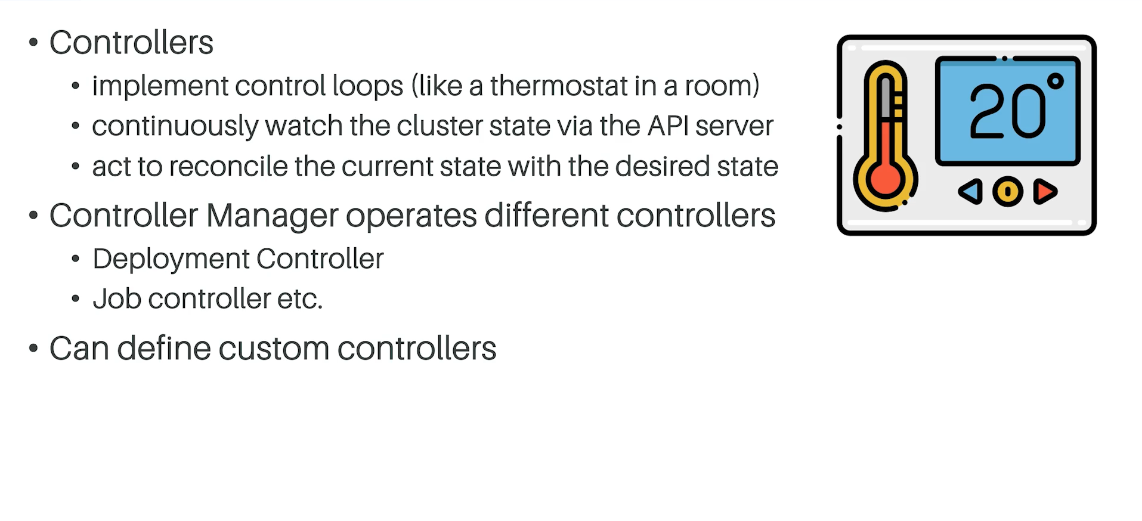 • Controllers
• implement control loops (like a thermostat in a room)
• continuously watch the cluster state via the API server
• act to reconcile the current state with the desired state
• Controller Manager operates different controllers
• Deployment Controller
• Job controller etc.
• Can define custom controllers
20°